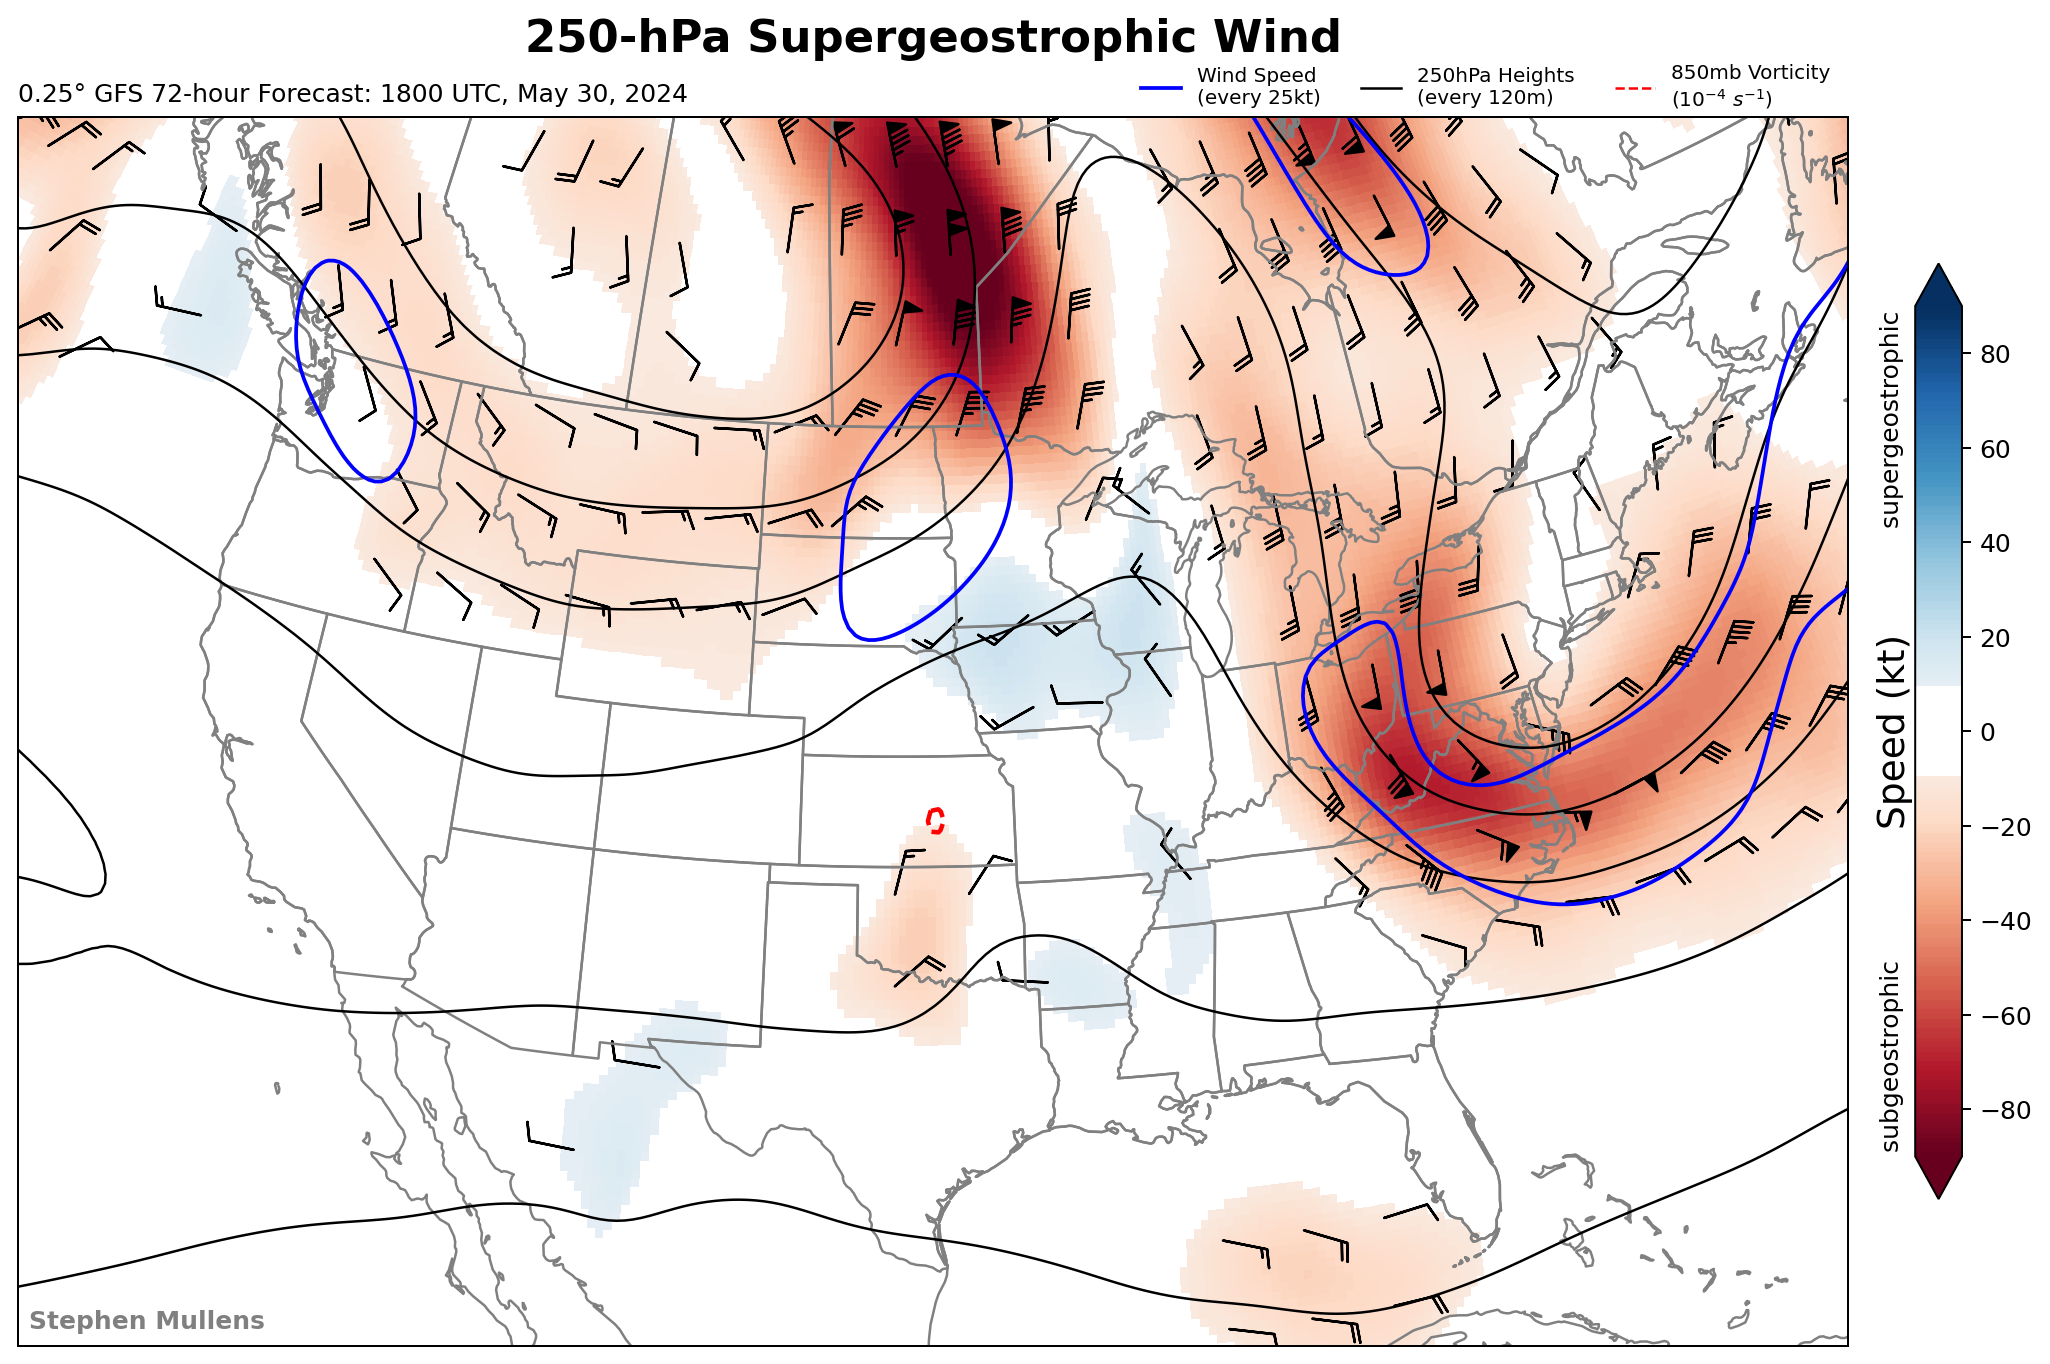 250-hPa Supergeostrophic Wind
0.25° GFS 72-hour Forecast: 1800 UTC, May 30, 2024
Wind Speed
(every 25kt)
250hPa Heights
(every 120m)
850mb Vorticity
(10⁻⁴ s⁻¹)
supergeostrophic
Speed (kt)
subgeostrophic
80
60
40
20
0
−20
−40
−60
−80
Stephen Mullens